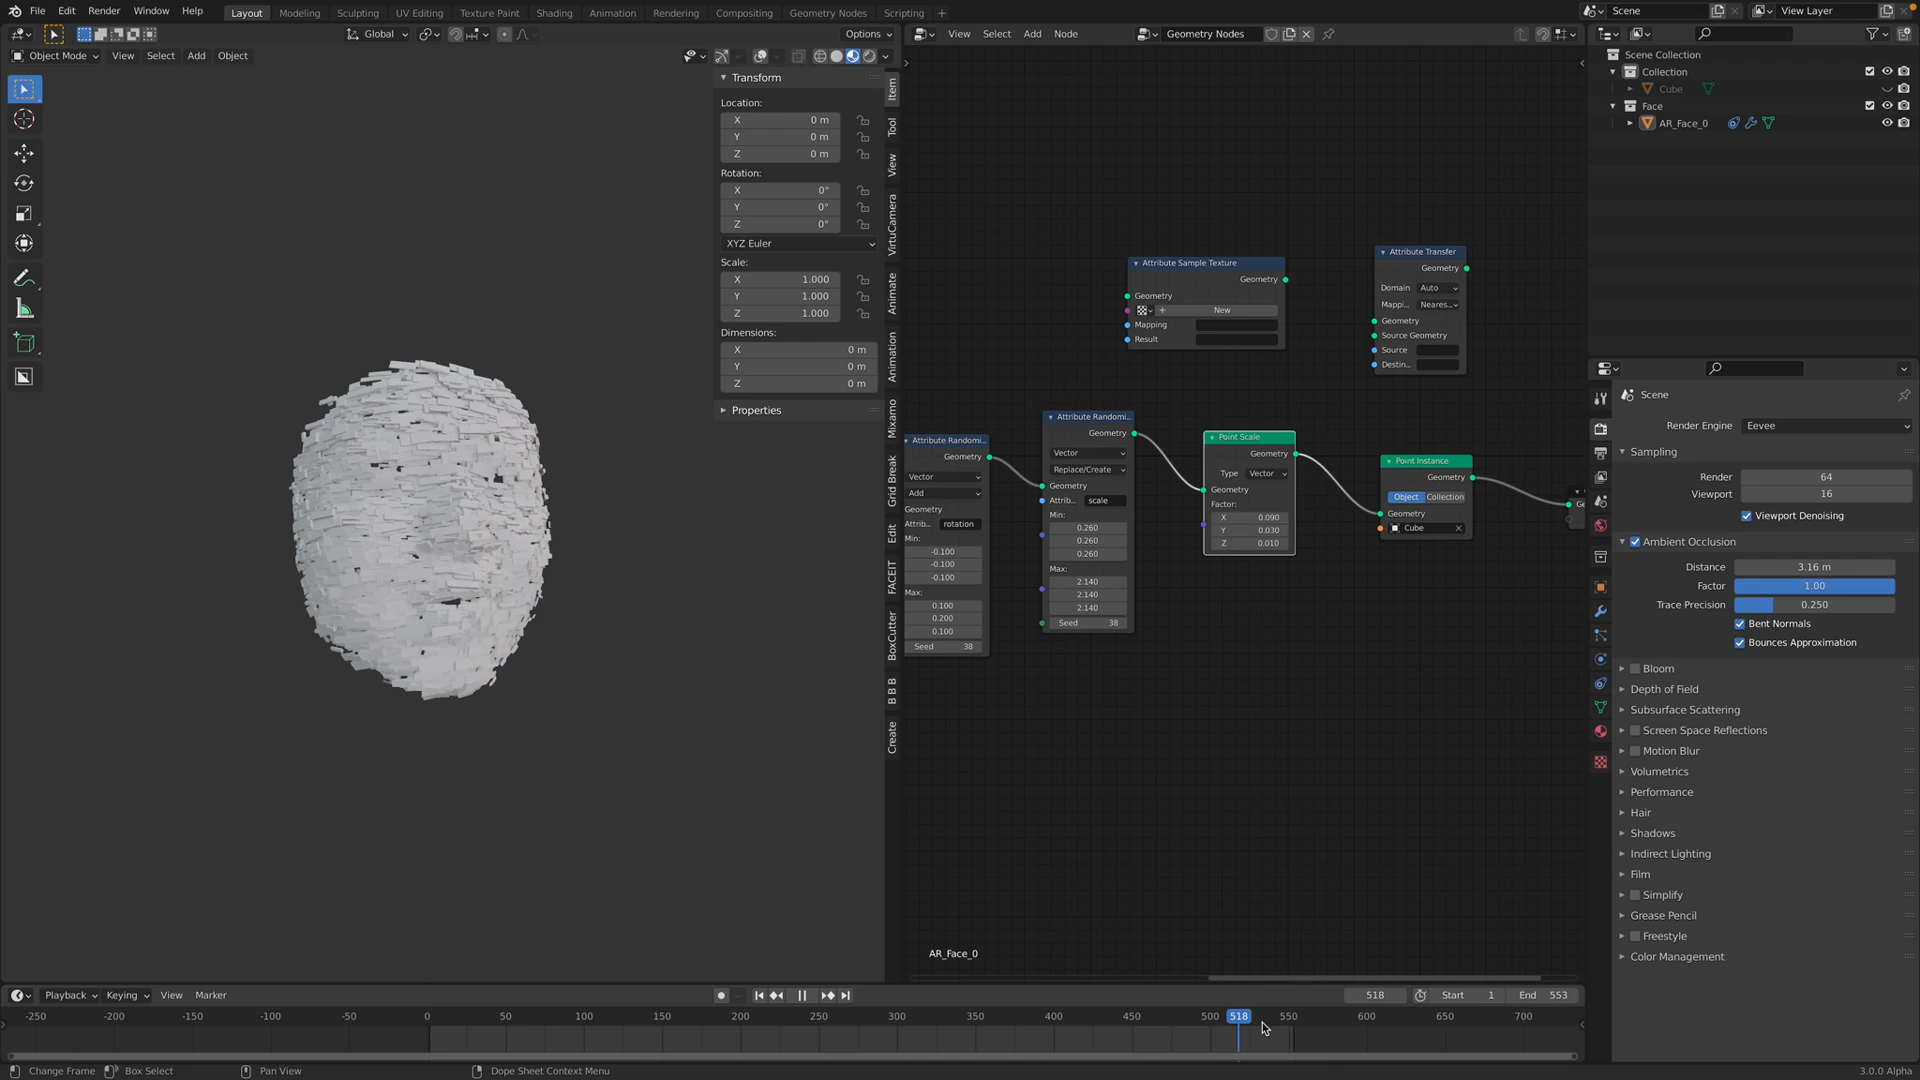 File Edit Render Window Help Layout Modeling Sculpting UV Editing Texture Paint Shading Animation Rendering Compositing Geometry Nodes Scripting + Scene View Layer
Global Options View Select Add Node Geometry Nodes
Object Mode View Select Add Object
Transform
Location:
X 0 m
Y 0 m
Z 0 m
Rotation:
X 0°
Y 0°
Z 0°
XYZ Euler
Scale:
X 1.000
Y 1.000
Z 1.000
Dimensions:
X 0 m
Y 0 m
Z 0 m
Properties
Item
Tool
View
VirtuCamera
Animate
Animation
Mixamo
Grid Break
Edit
FACEIT
BoxCutter
B B B
Create
Attribute Sample Texture
Geometry
Geometry
New
Mapping
Result
Attribute Transfer
Geometry
Domain Auto
Mappi... Neares...
Geometry
Source Geometry
Source
Destin...
Attribute Randomi...
Geometry
Vector
Add
Geometry
Attrib... rotation
Min:
-0.100
-0.100
-0.100
Max:
0.100
0.200
0.100
Seed 38
Attribute Randomi...
Geometry
Vector
Replace/Create
Geometry
Attrib... scale
Min:
0.260
0.260
0.260
Max:
2.140
2.140
2.140
Seed 38
Point Scale
Geometry
Type Vector
Geometry
Factor:
X 0.090
Y 0.030
Z 0.010
Point Instance
Geometry
Object Collection
Geometry
Cube
Ge
AR_Face_0
Scene Collection
Collection
Cube
Face
AR_Face_0
Scene
Render Engine Eevee
Sampling
Render 64
Viewport 16
Viewport Denoising
Ambient Occlusion
Distance 3.16 m
Factor 1.00
Trace Precision 0.250
Bent Normals
Bounces Approximation
Bloom
Depth of Field
Subsurface Scattering
Screen Space Reflections
Motion Blur
Volumetrics
Performance
Hair
Shadows
Indirect Lighting
Film
Simplify
Grease Pencil
Freestyle
Color Management
Playback Keying View Marker 518 Start 1 End 553
-250 -200 -150 -100 -50 0 50 100 150 200 250 300 350 400 450 500 518 550 600 650 700
Change Frame Box Select Pan View Dope Sheet Context Menu 3.0.0 Alpha